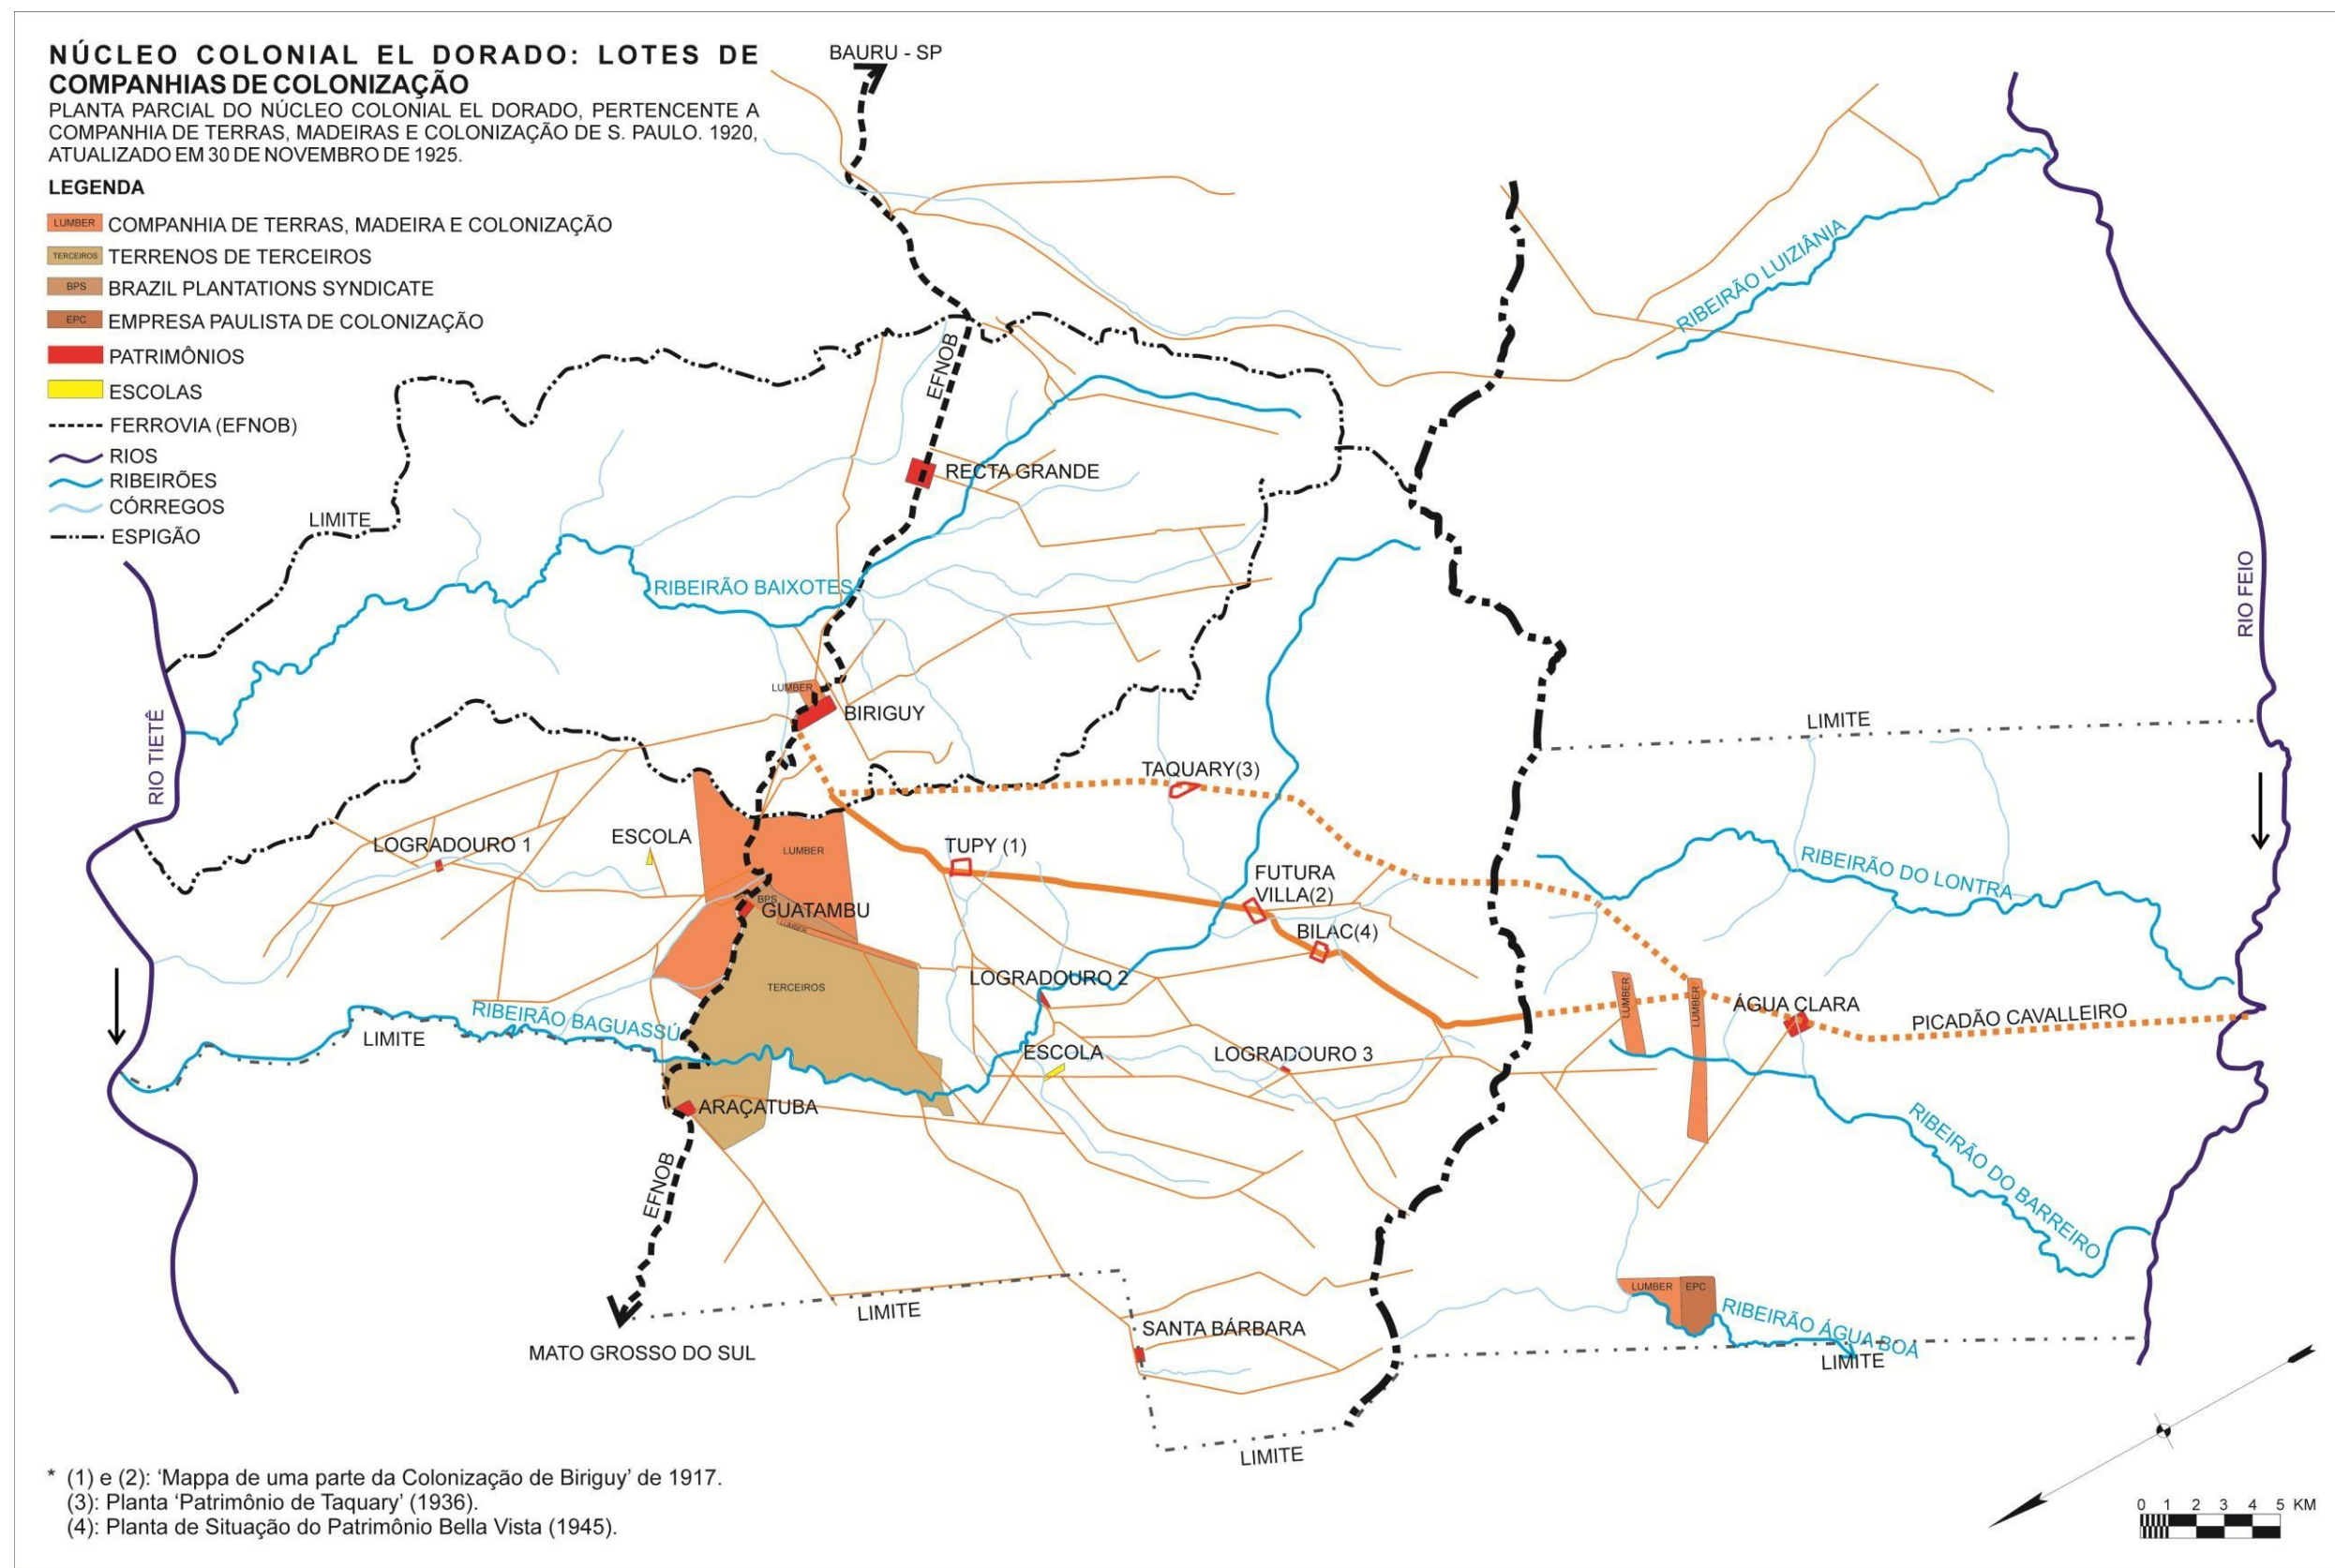 NÚCLEO COLONIAL EL DORADO: LOTES DE
COMPANHIAS DE COLONIZAÇÃO
PLANTA PARCIAL DO NÚCLEO COLONIAL EL DORADO, PERTENCENTE A
COMPANHIA DE TERRAS, MADEIRAS E COLONIZAÇÃO DE S. PAULO. 1920,
ATUALIZADO EM 30 DE NOVEMBRO DE 1925.
LEGENDA
LUMBER COMPANHIA DE TERRAS, MADEIRA E COLONIZAÇÃO
TERCEIROS TERRENOS DE TERCEIROS
BPS BRAZIL PLANTATIONS SYNDICATE
EPC EMPRESA PAULISTA DE COLONIZAÇÃO
PATRIMÔNIOS
ESCOLAS
FERROVIA (EFNOB)
RIOS
RIBEIRÕES
CÓRREGOS
ESPIGÃO
BAURU - SP
RIBEIRÃO LUIZIÂNIA
EFNOB
RECTA GRANDE
LIMITE
RIBEIRÃO BAIXOTES
RIO FEIO
LUMBER
BIRIGUY
LIMITE
RIO TIETÊ
TAQUARY(3)
LOGRADOURO 1
ESCOLA
LUMBER
TUPY (1)
FUTURA
VILLA(2)
RIBEIRÃO DO LONTRA
BPS
GUATAMBU
LUMBER
BILAC(4)
LOGRADOURO 2
TERCEIROS
LUMBER
LUMBER
ÁGUA CLARA
PICADÃO CAVALLEIRO
RIBEIRÃO BAGUASSÚ
LIMITE
ESCOLA
LOGRADOURO 3
ARAÇATUBA
RIBEIRÃO DO BARREIRO
EFNOB
LUMBER
EPC
RIBEIRÃO ÁGUA BOA
LIMITE
LIMITE
SANTA BÁRBARA
MATO GROSSO DO SUL
LIMITE
* (1) e (2): ‘Mappa de uma parte da Colonização de Biriguy’ de 1917.
(3): Planta ‘Patrimônio de Taquary’ (1936).
(4): Planta de Situação do Patrimônio Bella Vista (1945).
0 1 2 3 4 5 KM